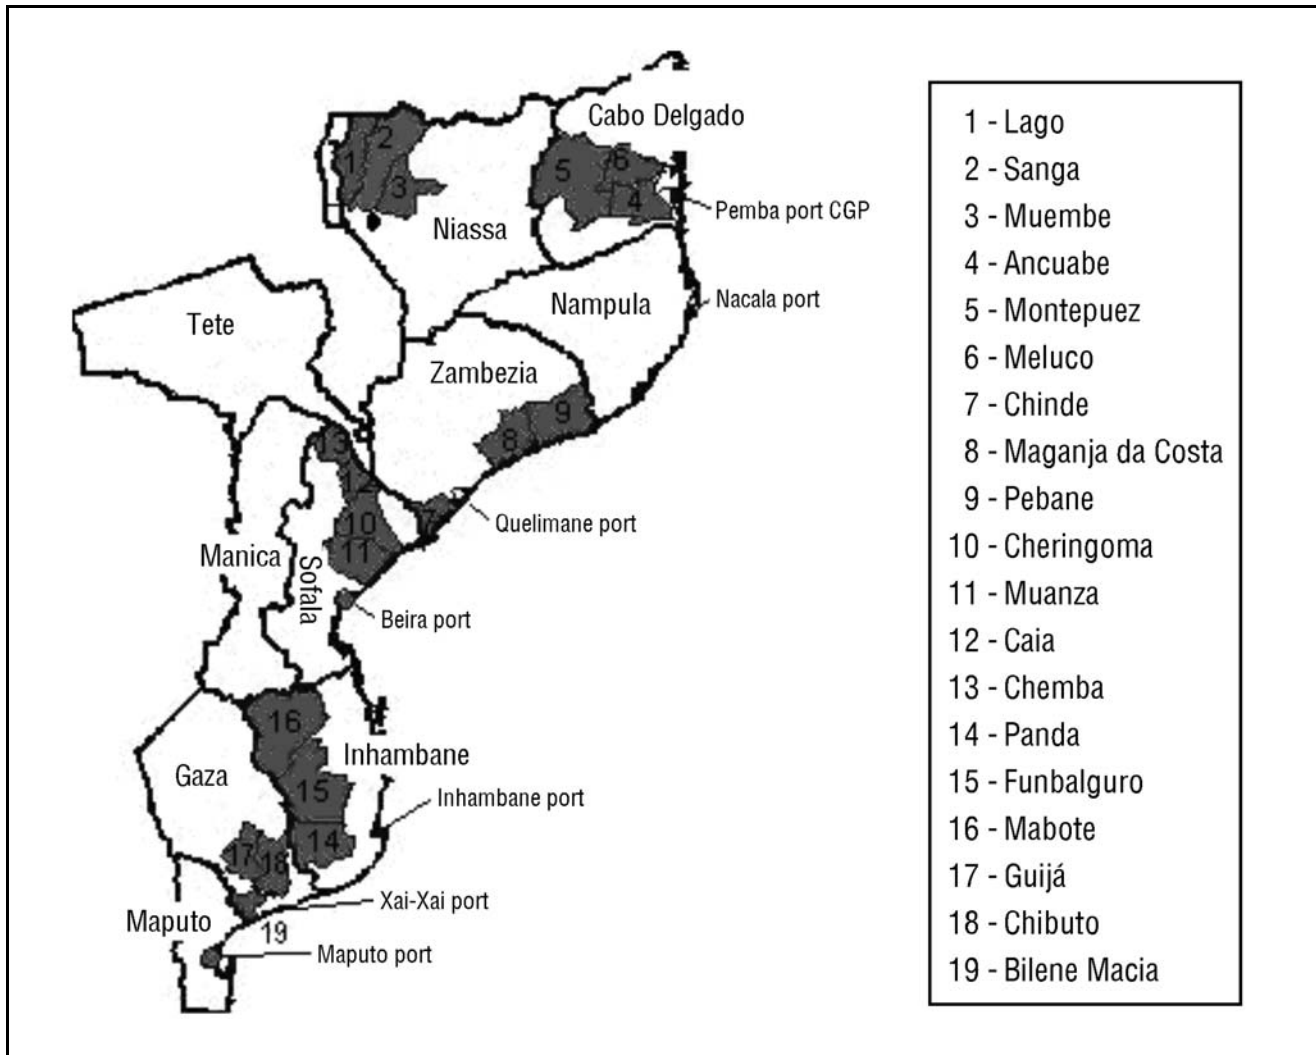 Cabo Delgado
2
1
3
5
6
4
Pemba port CGP
Niassa
Nampula
Nacala port
Tete
Zambezia
9
8
13
12
10
7
Quelimane port
11
Manica
Sofala
Beira port
16
Inhambane
Gaza
15
Inhambane port
14
17
18
Xai-Xai port
Maputo
19
Maputo port
1 - Lago
2 - Sanga
3 - Muembe
4 - Ancuabe
5 - Montepuez
6 - Meluco
7 - Chinde
8 - Maganja da Costa
9 - Pebane
10 - Cheringoma
11 - Muanza
12 - Caia
13 - Chemba
14 - Panda
15 - Funbalguro
16 - Mabote
17 - Guijá
18 - Chibuto
19 - Bilene Macia